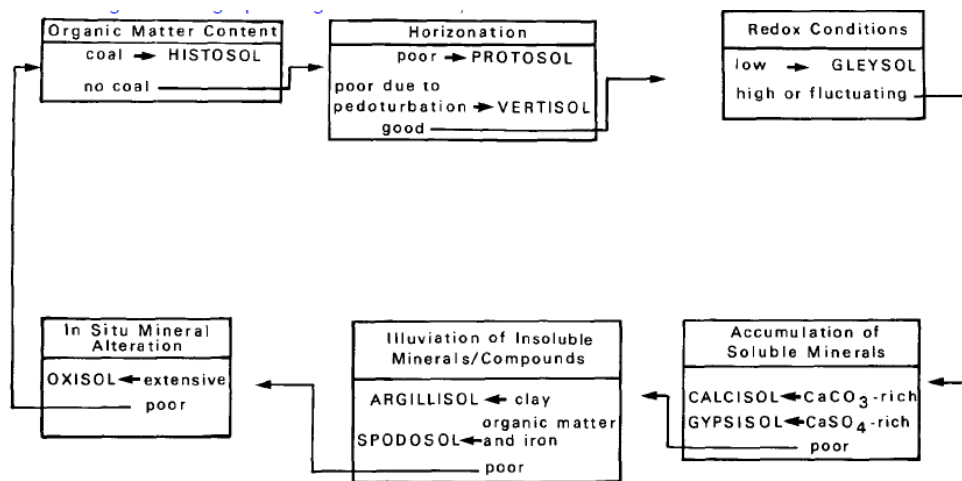 Organic Matter Content
coal HISTOSOL
no coal
Horizonation
poor PROTOSOL
poor due to
pedoturbation VERTISOL
good
Redox Conditions
low GLEYSOL
high or fluctuating
Accumulation of
Soluble Minerals
CALCISOL CaCO3-rich
GYPSISOL CaSO4-rich
poor
Illuviation of Insoluble
Minerals/Compounds
ARGILLISOL clay
organic matter
SPODOSOL and iron
poor
In Situ Mineral
Alteration
OXISOL extensive
poor